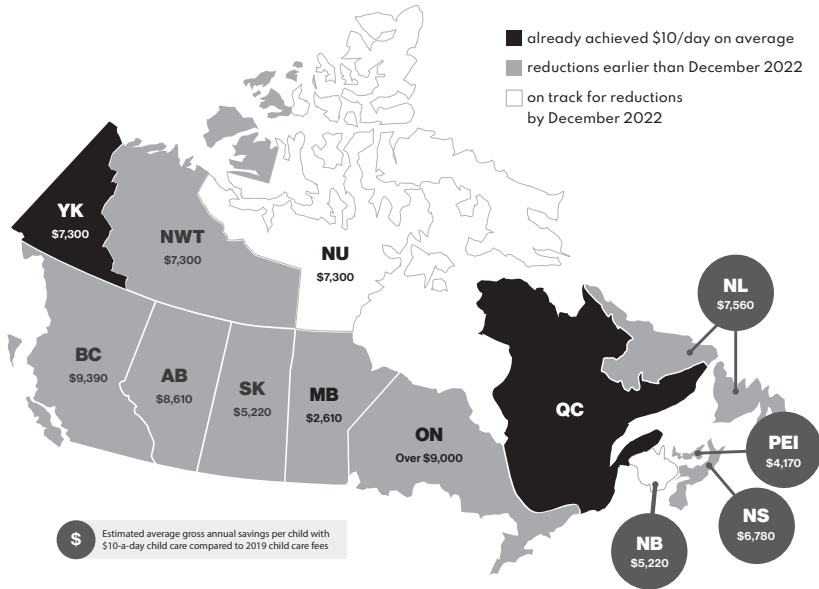 already achieved $10/day on average
reductions earlier than December 2022
on track for reductions
by December 2022
YK
$7,300
NWT
$7,300
NU
$7,300
BC
$9,390
AB
$8,610
SK
$5,220
MB
$2,610
ON
Over $9,000
QC
NL
$7,560
PEI
$4,170
NS
$6,780
NB
$5,220
$
Estimated average gross annual savings per child with
$10-a-day child care compared to 2019 child care fees